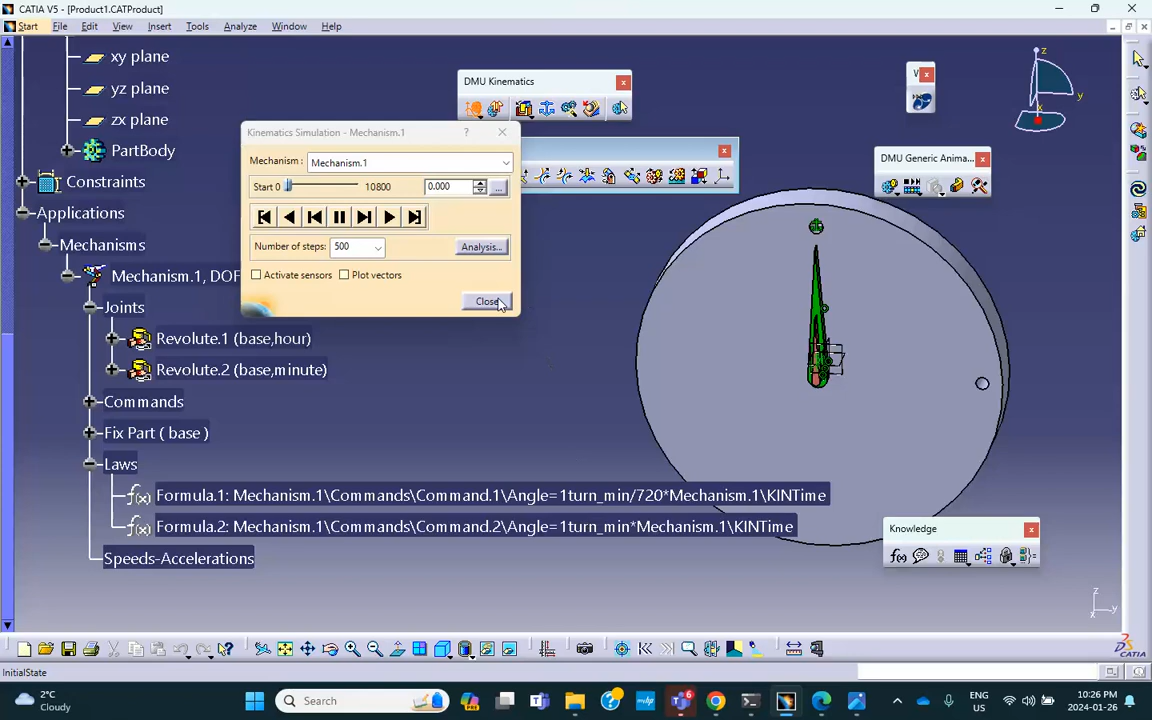 CATIA V5 - [Product1.CATProduct]
Start File Edit View Insert Tools Analyze Window Help
xy plane
yz plane
zx plane
PartBody
Constraints
Applications
Mechanisms
Mechanism.1, DOF
Joints
Revolute.1 (base,hour)
Revolute.2 (base,minute)
Commands
Fix Part ( base )
Laws
Formula.1: Mechanism.1\Commands\Command.1\Angle=1turn_min/720*Mechanism.1\KINTime
Formula.2: Mechanism.1\Commands\Command.2\Angle=1turn_min*Mechanism.1\KINTime
Speeds-Accelerations
DMU Kinematics
Kinematics Simulation - Mechanism.1 ?
Mechanism : Mechanism.1
Start 0 10800 0.000 ...
Number of steps: 500 Analysis...
Activate sensors Plot vectors
Close
V
z
y
x
DMU Generic Anima...
Knowledge
f(x)
z
y
CATIA
InitialState
2°C
Cloudy
Search
6
ENG
US
10:26 PM
2024-01-26